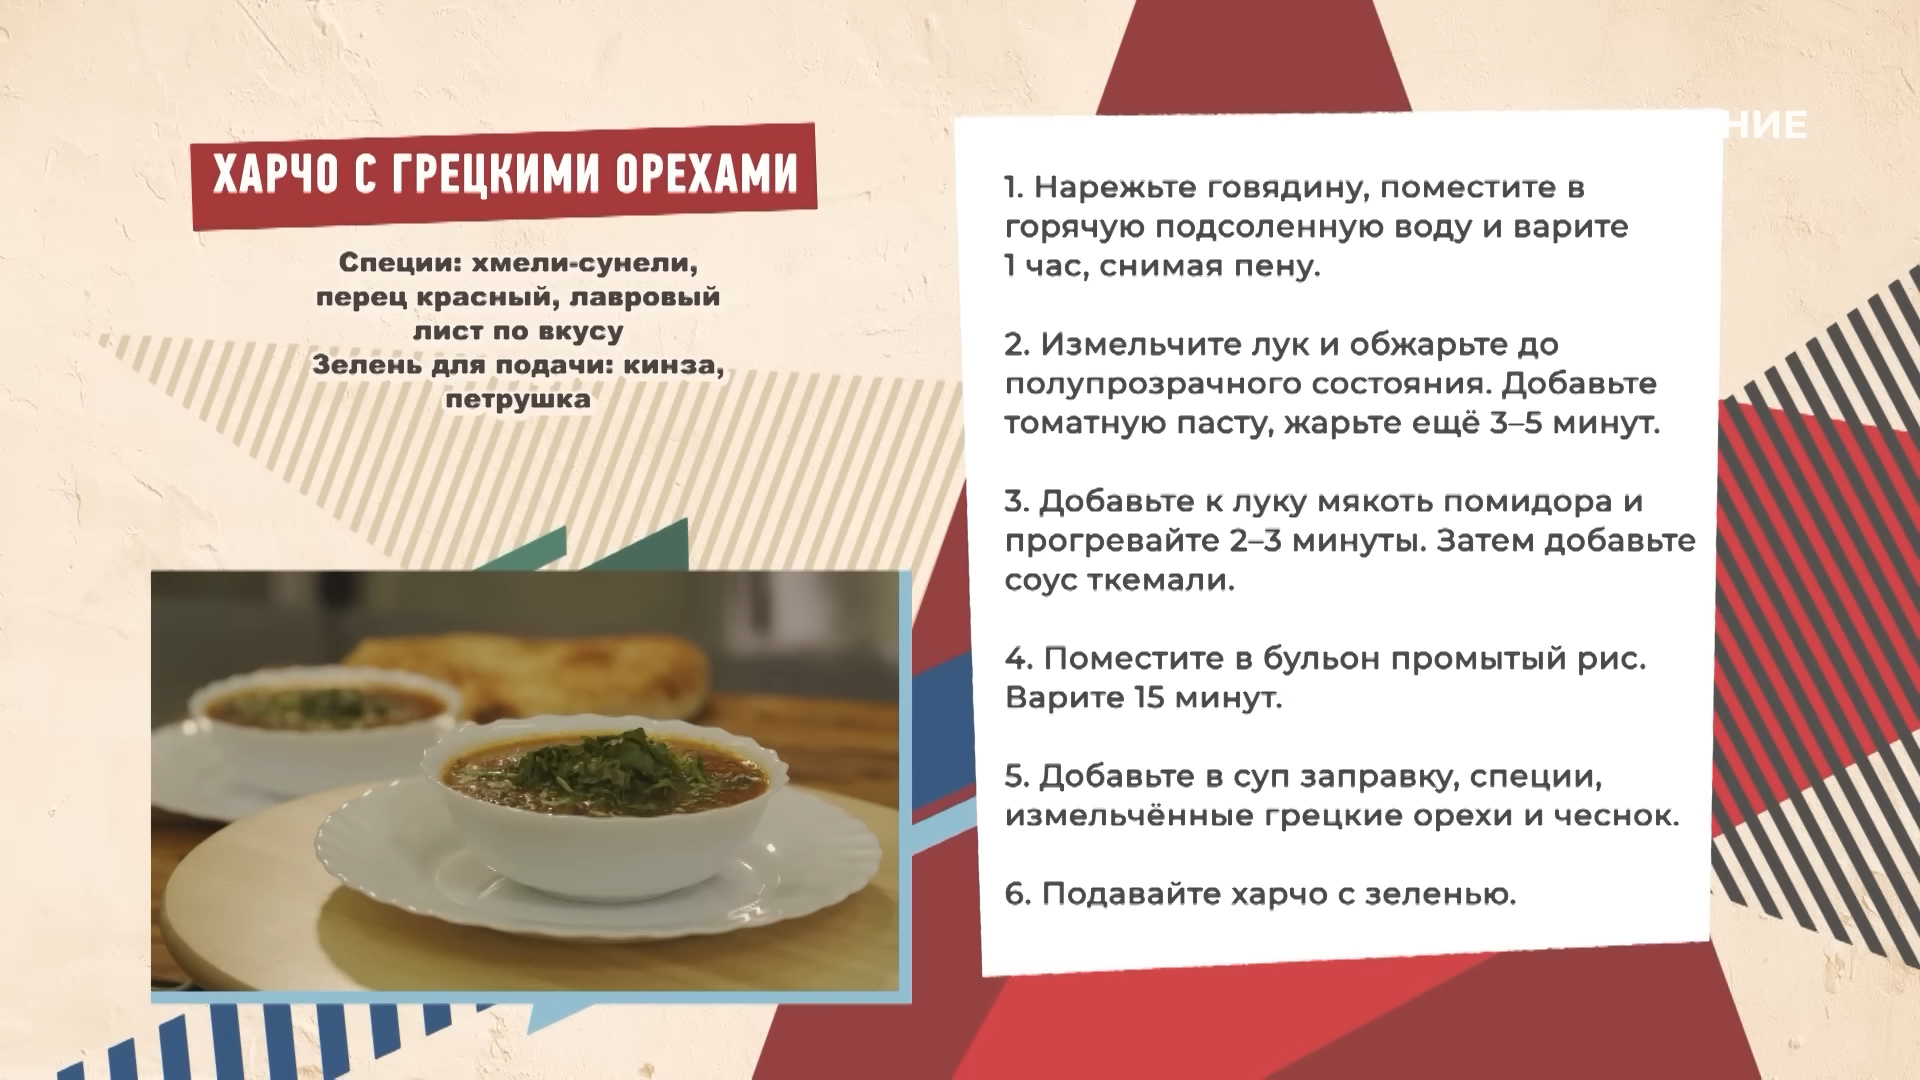 ХАРЧО С ГРЕЦКИМИ ОРЕХАМИ
Специи: хмели-сунели,
перец красный, лавровый
лист по вкусу
Зелень для подачи: кинза,
петрушка
НИЕ
1. Нарежьте говядину, поместите в
горячую подсоленную воду и варите
1 час, снимая пену.
2. Измельчите лук и обжарьте до
полупрозрачного состояния. Добавьте
томатную пасту, жарьте ещё 3–5 минут.
3. Добавьте к луку мякоть помидора и
прогревайте 2–3 минуты. Затем добавьте
соус ткемали.
4. Поместите в бульон промытый рис.
Варите 15 минут.
5. Добавьте в суп заправку, специи,
измельчённые грецкие орехи и чеснок.
6. Подавайте харчо с зеленью.